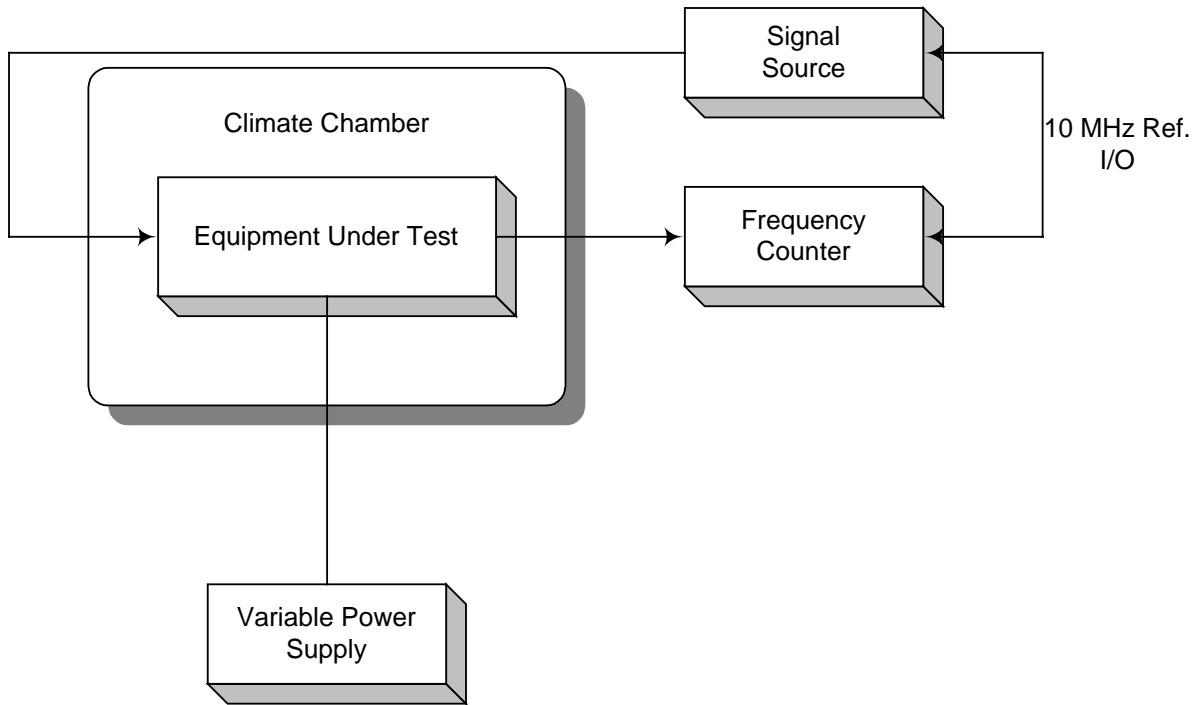 Signal
Source
Climate Chamber
10 MHz Ref.
I/O
Equipment Under Test
Frequency
Counter
Variable Power
Supply